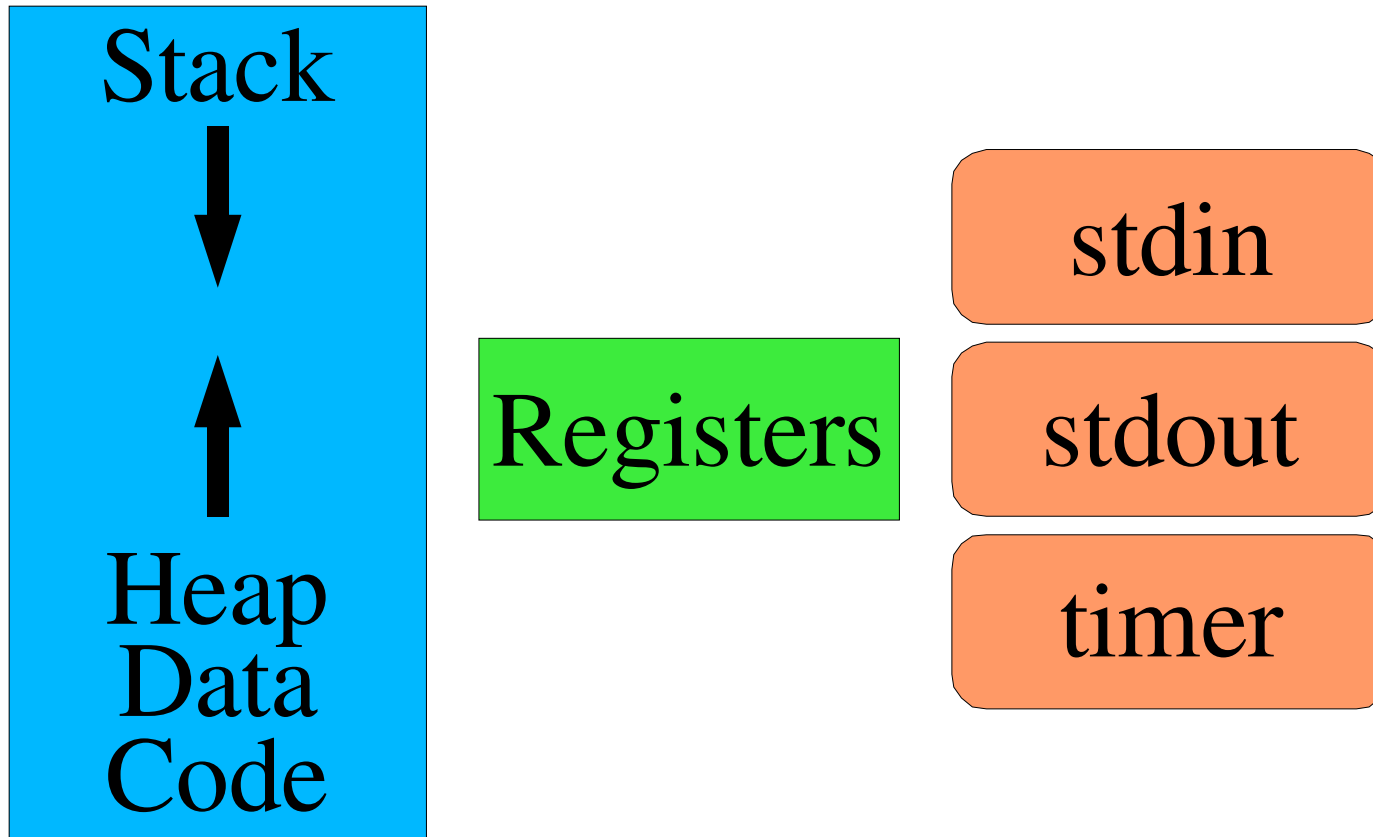 Stack
Heap
Data
Code
Registers
stdin
stdout
timer